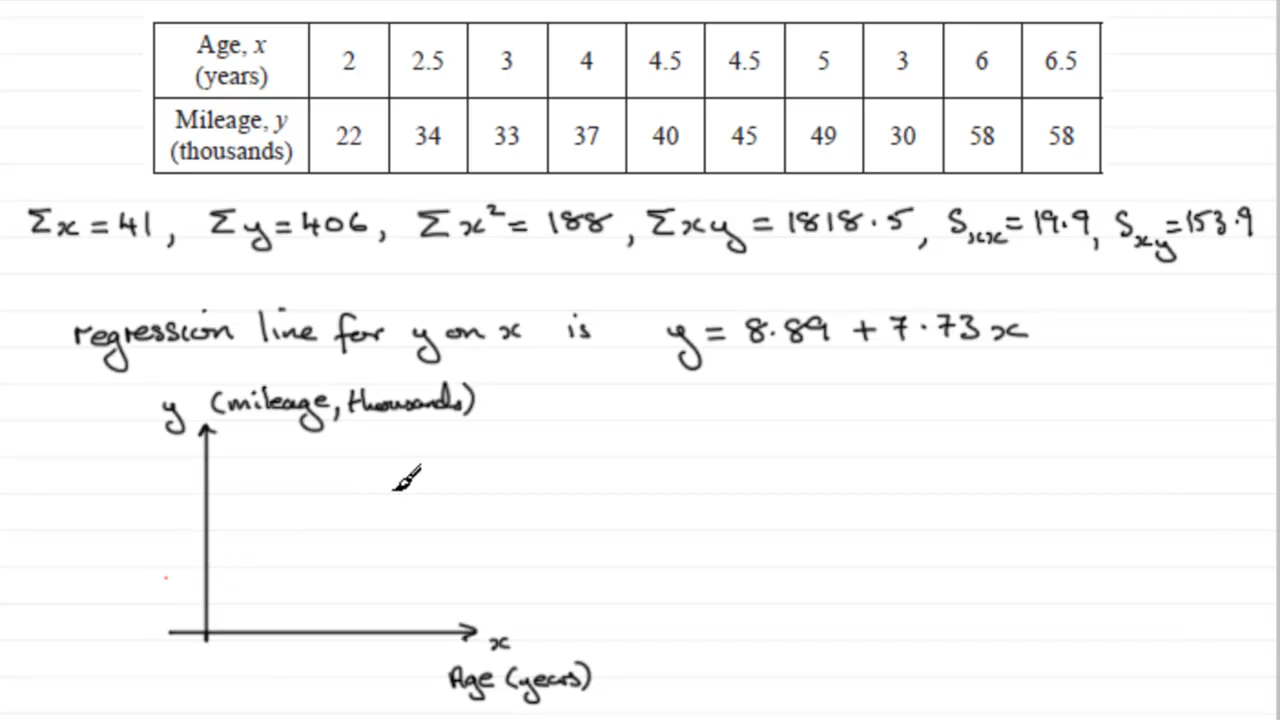 Age, x (years) 2 2.5 3 4 4.5 4.5 5 3 6 6.5
Mileage, y (thousands) 22 34 33 37 40 45 49 30 58 58
Σx = 41, Σy = 406, Σx² = 188, Σxy = 1818.5, Sxx = 19.9, Sxy = 153.9
regression line for y on x is y = 8.89 + 7.73x
y (mileage, thousands)
x
Age (years)